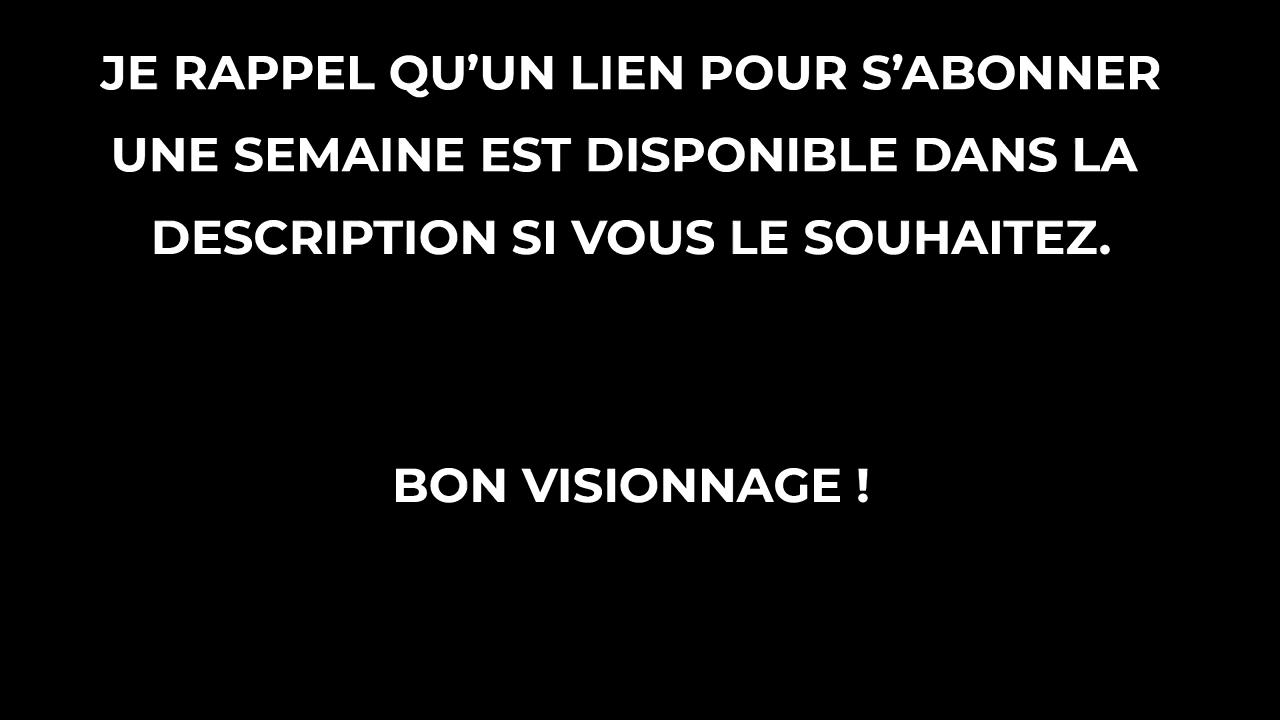 JE RAPPEL QU’UN LIEN POUR S’ABONNER
UNE SEMAINE EST DISPONIBLE DANS LA
DESCRIPTION SI VOUS LE SOUHAITEZ.
BON VISIONNAGE !